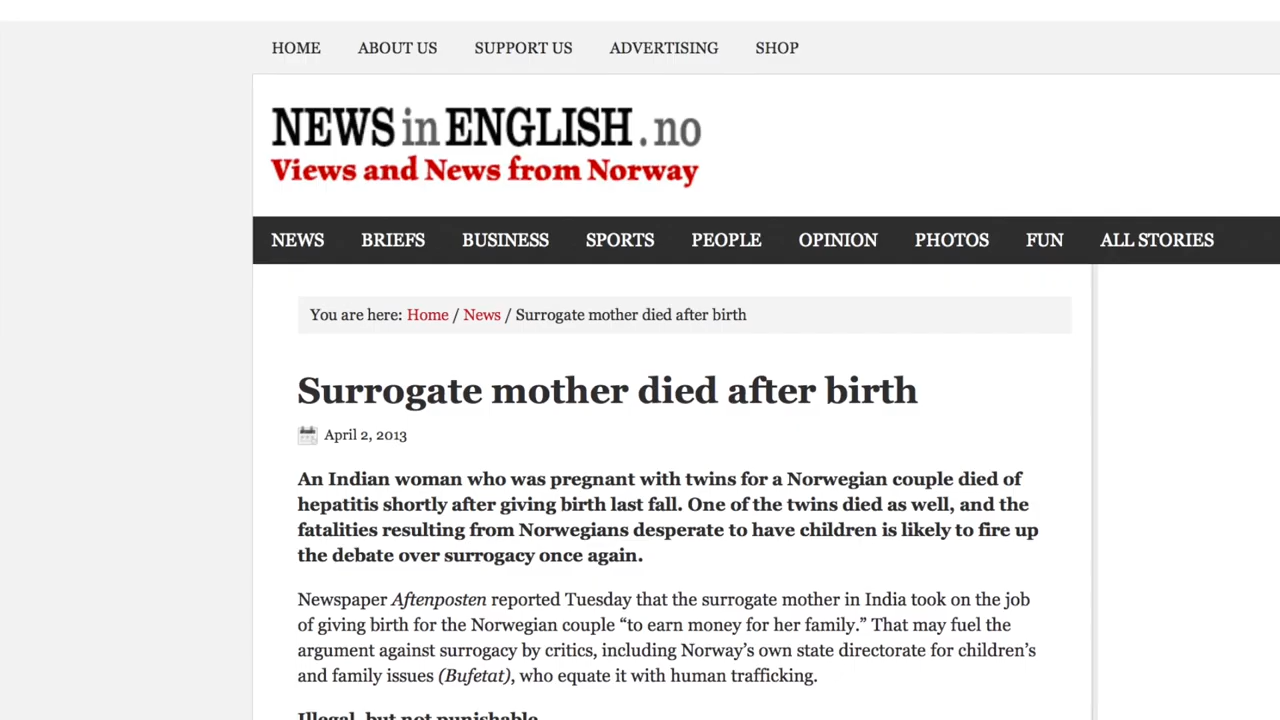 HOME ABOUT US SUPPORT US ADVERTISING SHOP
NEWS in ENGLISH.no
Views and News from Norway
NEWS BRIEFS BUSINESS SPORTS PEOPLE OPINION PHOTOS FUN ALL STORIES
You are here: Home / News / Surrogate mother died after birth
Surrogate mother died after birth
April 2, 2013
An Indian woman who was pregnant with twins for a Norwegian couple died of
hepatitis shortly after giving birth last fall. One of the twins died as well, and the
fatalities resulting from Norwegians desperate to have children is likely to fire up
the debate over surrogacy once again.
Newspaper Aftenposten reported Tuesday that the surrogate mother in India took on the job
of giving birth for the Norwegian couple “to earn money for her family.” That may fuel the
argument against surrogacy by critics, including Norway’s own state directorate for children’s
and family issues (Bufetat), who equate it with human trafficking.
Illegal, but not punishable